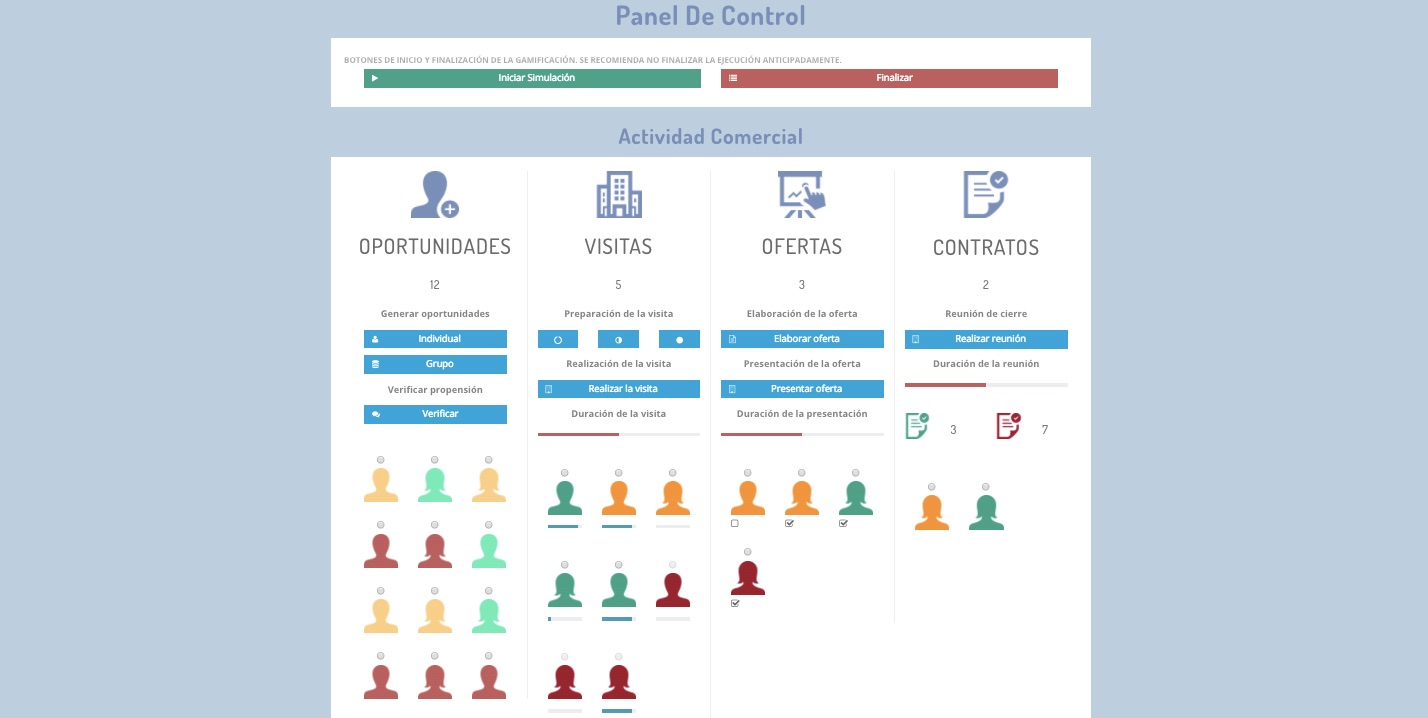 Panel De Control
BOTONES DE INICIO Y FINALIZACIÓN DE LA GAMIFICACIÓN. SE RECOMIENDA NO FINALIZAR LA EJECUCIÓN ANTICIPADAMENTE.
Iniciar Simulación
Finalizar
Actividad Comercial
OPORTUNIDADES
12
Generar oportunidades
Individual
Grupo
Verificar propensión
Verificar
VISITAS
5
Preparación de la visita
Realización de la visita
Realizar la visita
Duración de la visita
OFERTAS
3
Elaboración de la oferta
Elaborar oferta
Presentación de la oferta
Presentar oferta
Duración de la presentación
CONTRATOS
2
Reunión de cierre
Realizar reunión
Duración de la reunión
3
7